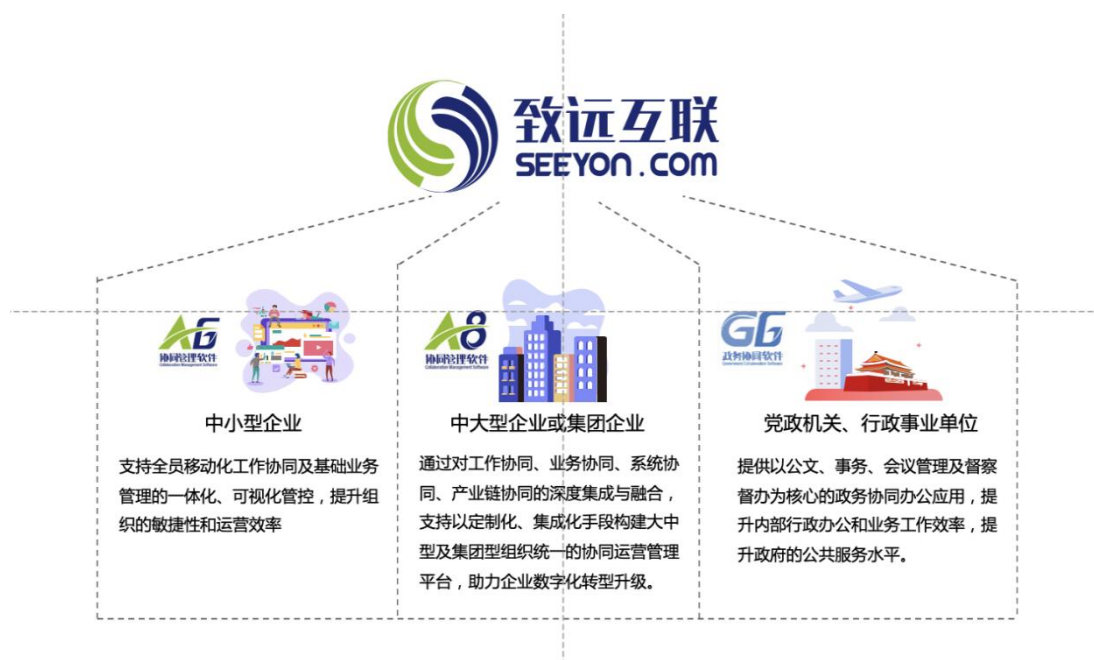 致远互联
SEEYON.COM
A6
协同管理软件
Collaboration Management Software
中小型企业
支持全员移动化工作协同及基础业务
管理的一体化、可视化管控，提升组
织的敏捷性和运营效率
A8
协同管理软件
Collaboration Management Software
中大型企业或集团企业
通过对工作协同、业务协同、系统协
同、产业链协同的深度集成与融合，
支持以定制化、集成化手段构建大中
型及集团型组织统一的协同运营管理
平台，助力企业数字化转型升级。
G6
政务协同软件
Government Collaboration Software
党政机关、行政事业单位
提供以公文、事务、会议管理及督察
督办为核心的政务协同办公应用，提
升内部行政办公和业务工作效率，提
升政府的公共服务水平。